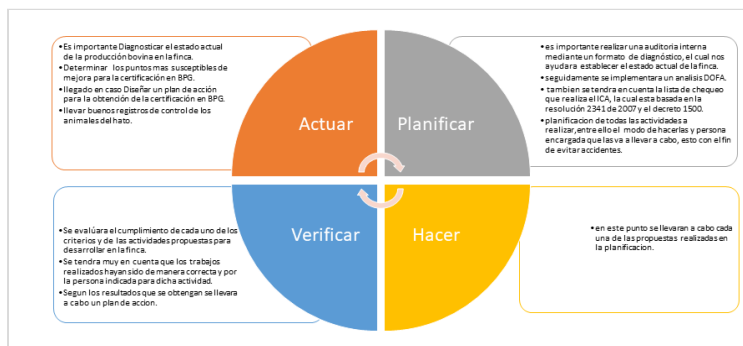 • Es importante Diagnosticar el estado actual
de la producción bovina en la finca.
• Determinar los puntos mas susceptibles de
mejora para la certificación en BPG.
• llegado en caso Diseñar un plan de acción
para la obtención de la certificación en BPG.
• llevar buenos registros de control de los
animales del hato.
Actuar
Planificar
• es importante realizar una auditoria interna
mediante un formato de diagnóstico, el cual nos
ayudara establecer el estado actual de la finca.
• seguidamente se implementara un analisis DOFA.
• tambien se tendra en cuenta la lista de chequeo
que realiza el ICA, la cual esta basada en la
resolución 2341 de 2007 y el decreto 1500.
• planificacion de todas las actividades a
realizar, entre ello el modo de hacerlas y persona
encargada que las va a llevar a cabo, esto con el fin
de evitar accidentes.
• Se evalúara el cumplimiento de cada uno de los
criterios y de las actividades propuestas para
desarrollar en la finca.
• Se tendra muy en cuenta que los trabajos
realizados hayan sido de manera correcta y por
la persona indicada para dicha actividad.
• Segun los resultados que se obtengan se llevara
a cabo un plan de accion.
Verificar
Hacer
• en este punto se llevaran a cabo cada
una de las propuestas realizadas en
la planificacion.